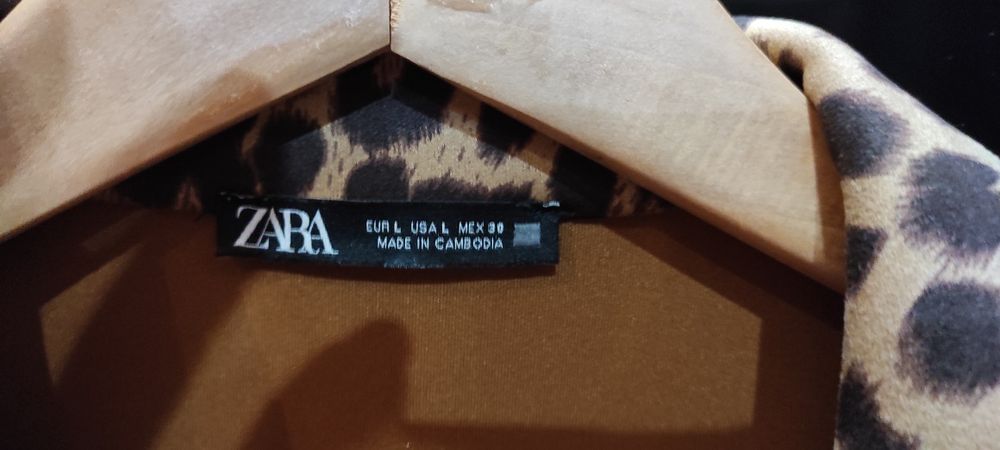 ZARA
EUR L USA L MEX 30
MADE IN CAMBODIA